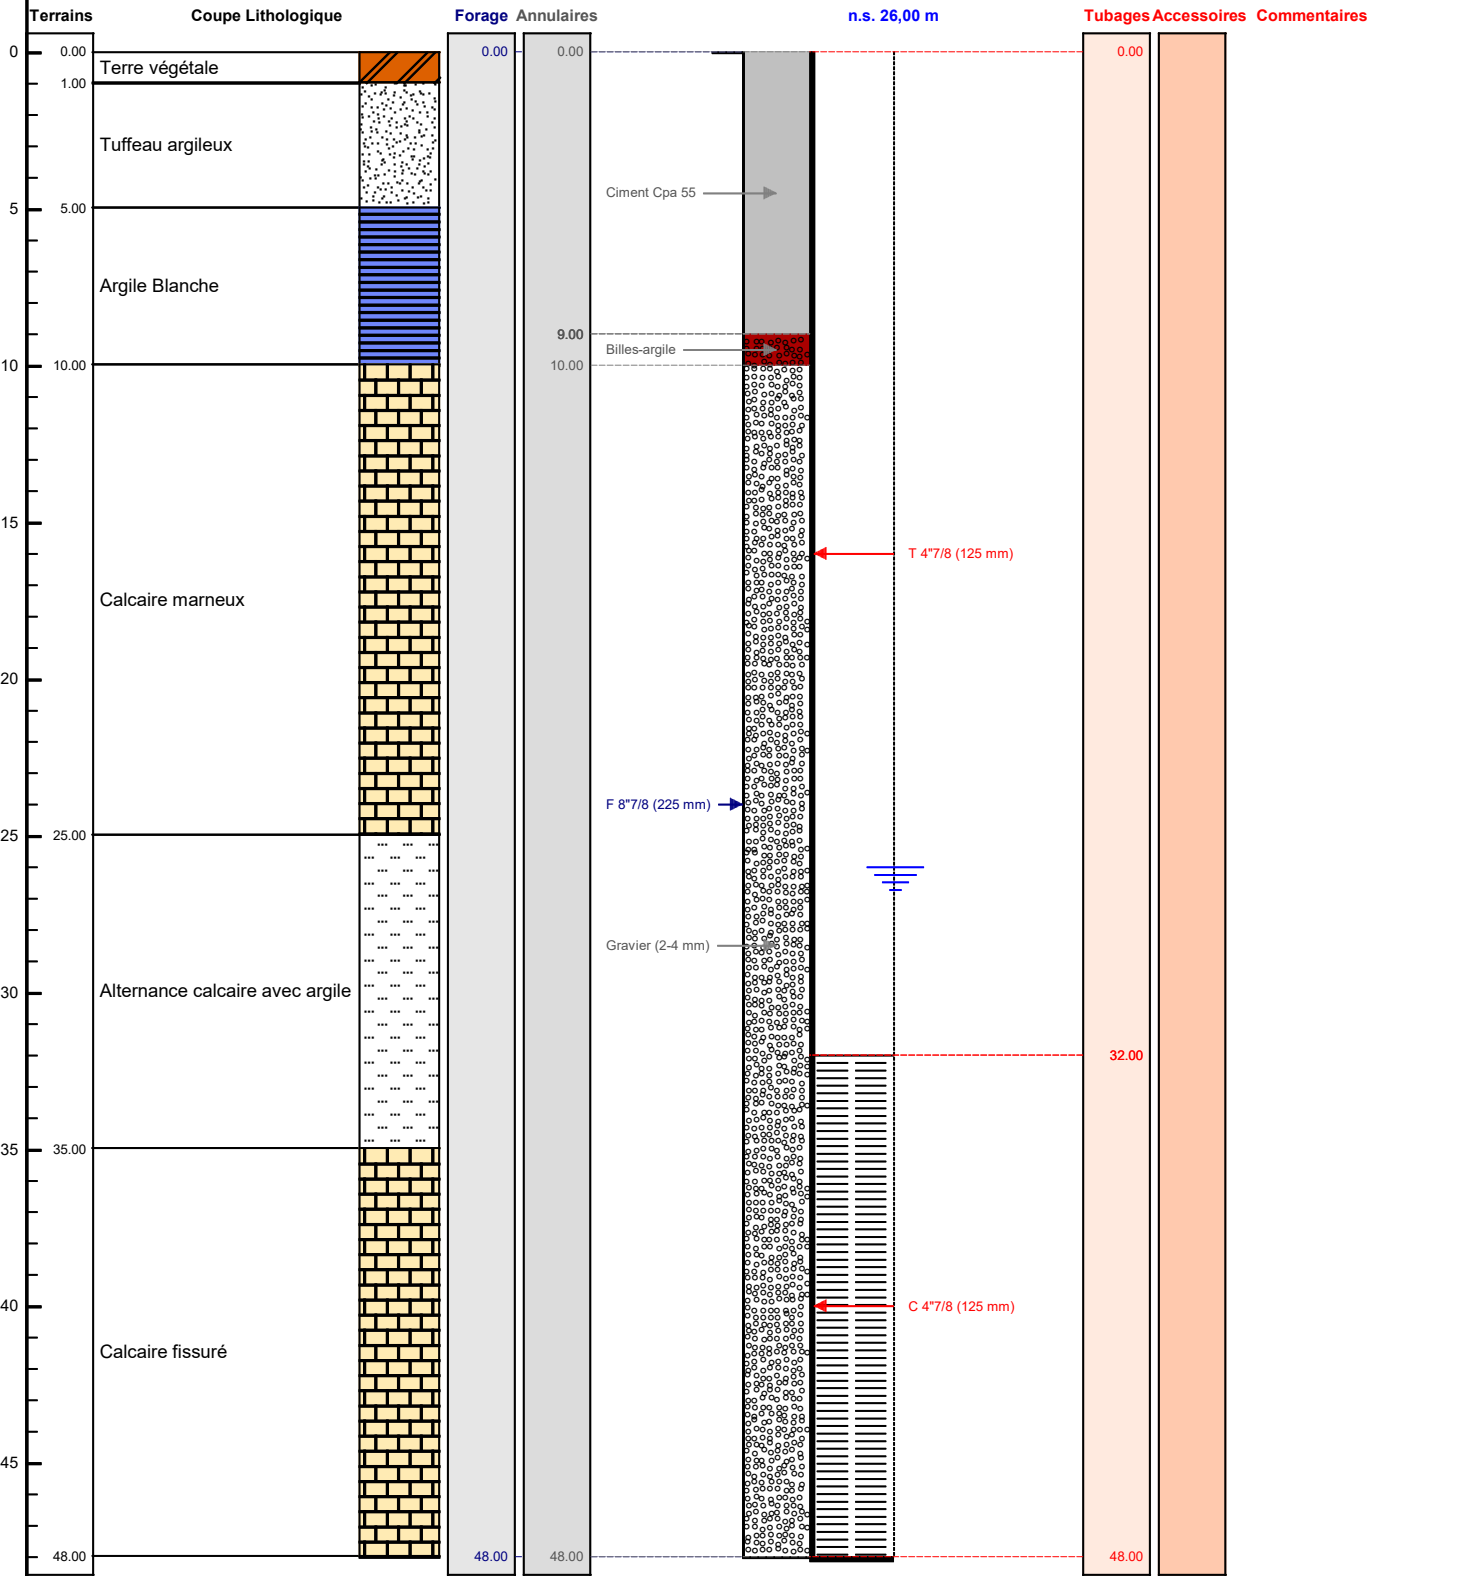 Terrains Coupe Lithologique Forage Annulaires n.s. 26,00 m Tubages Accessoires Commentaires
0 0.00 0.00 0.00 0.00
Terre végétale
1.00
Tuffeau argileux
Ciment Cpa 55
5 5.00
Argile Blanche
9.00
Billes-argile
10 10.00 10.00
15
T 4"7/8 (125 mm)
Calcaire marneux
20
F 8"7/8 (225 mm)
25 25.00
Gravier (2-4 mm)
30 Alternance calcaire avec argile
32.00
35 35.00
40 C 4"7/8 (125 mm)
Calcaire fissuré
45
48.00 48.00 48.00 48.00